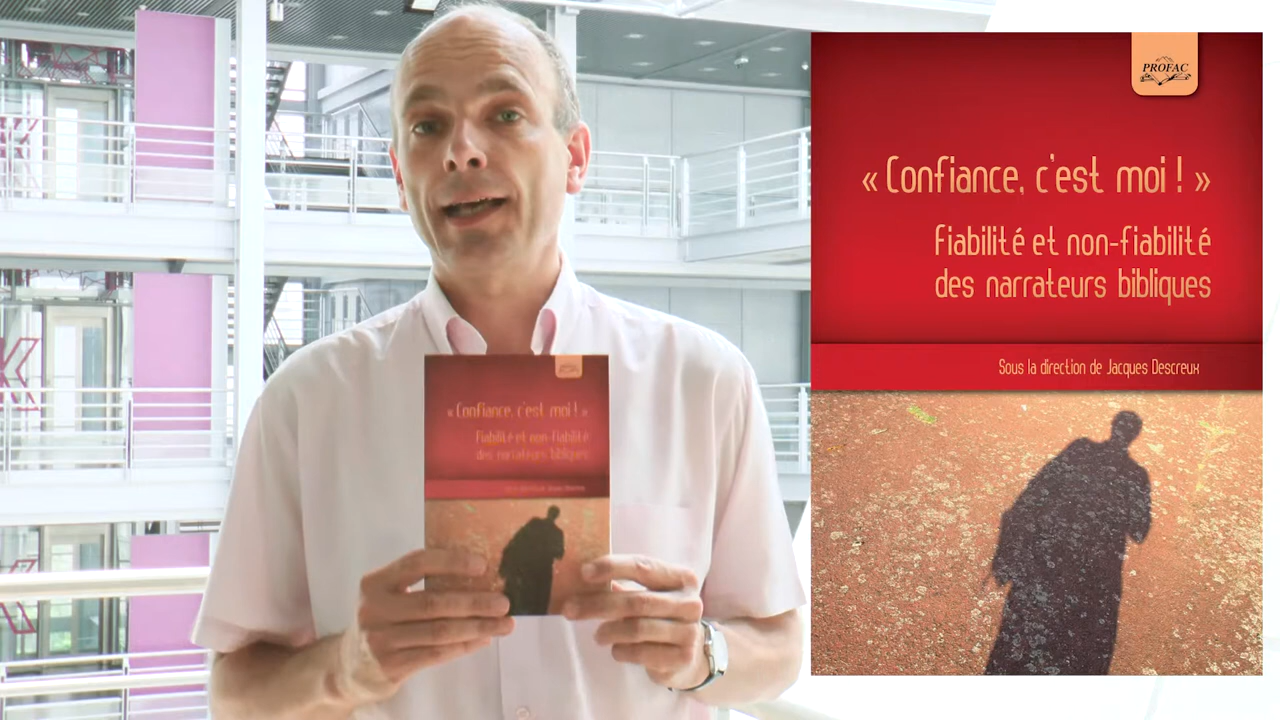 « Confiance, c'est moi ! »
Fiabilité et non-fiabilité
des narrateurs bibliques
PROFAC
« Confiance, c'est moi ! »
Fiabilité et non-fiabilité
des narrateurs bibliques
Sous la direction de Jacques Descreux